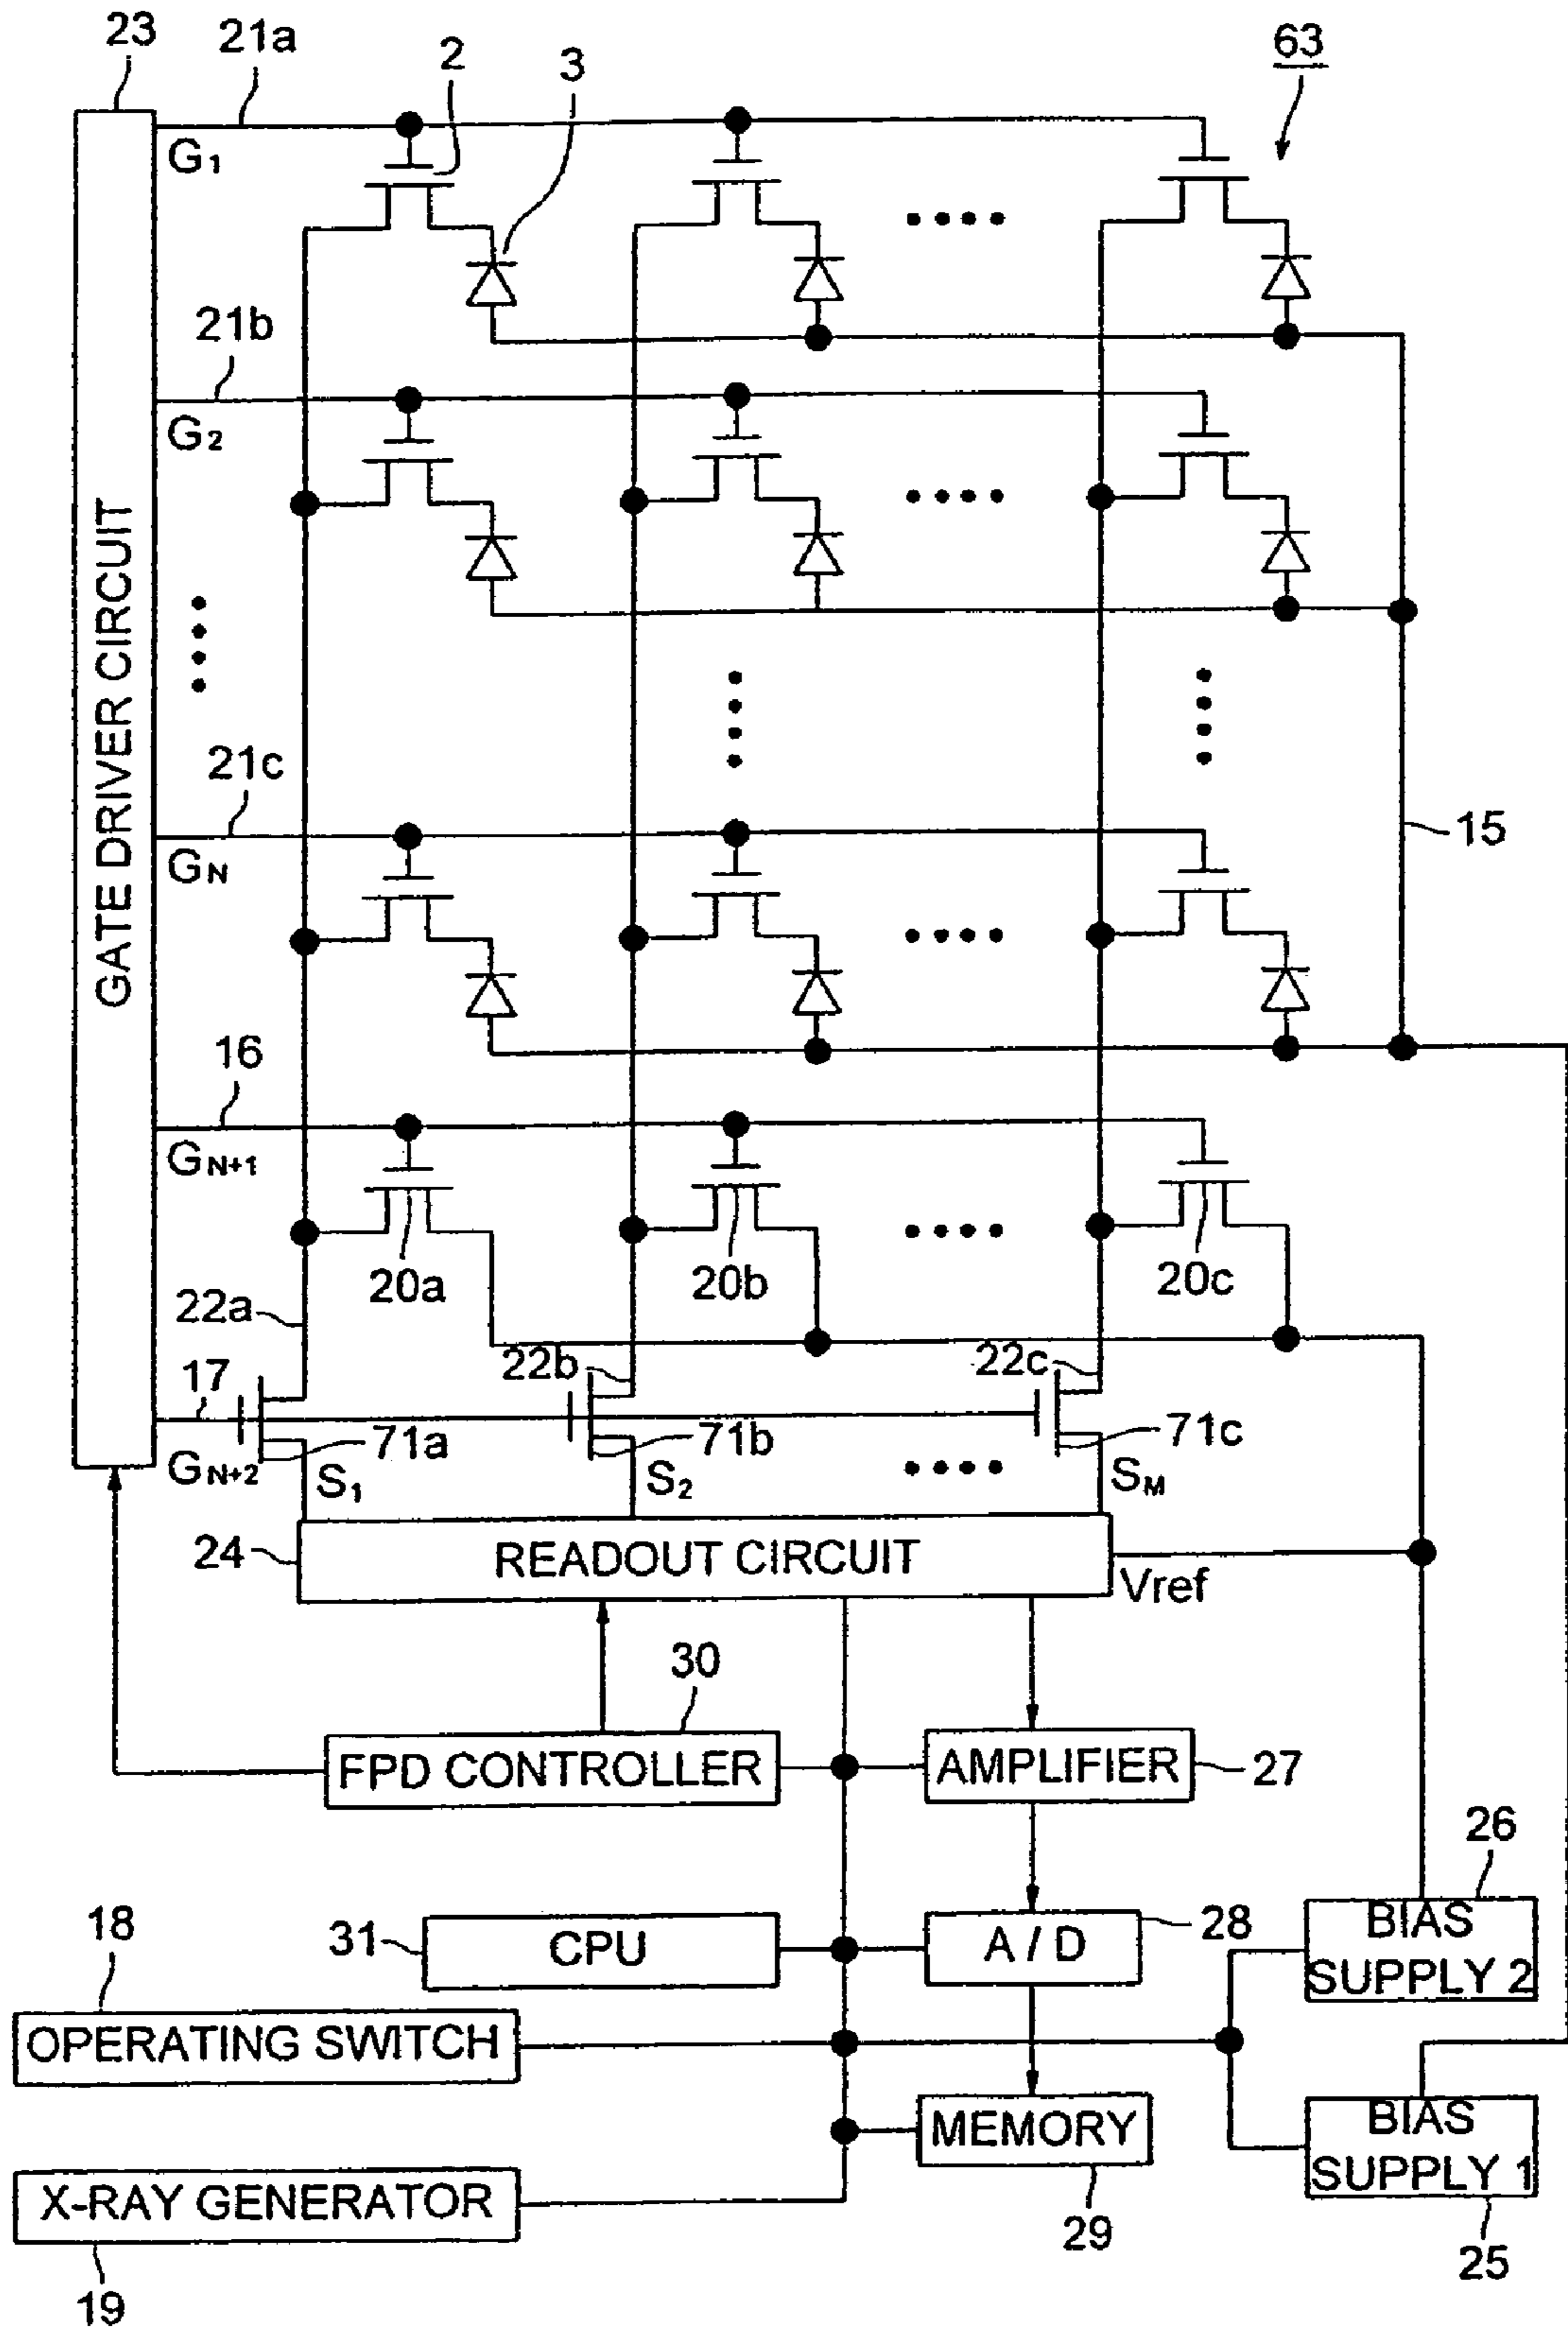 23
21a
2
3
63
G1
21b
G2
GATE DRIVER CIRCUIT
21c
GN
15
16
GN+1
20a
20b
20c
22a
22b
22c
17
71a
71b
71c
GN+2
S1
S2
SM
24
READOUT CIRCUIT
Vref
30
FPD CONTROLLER
AMPLIFIER
27
26
18
31
CPU
A / D
28
BIAS
SUPPLY 2
OPERATING SWITCH
MEMORY
BIAS
SUPPLY 1
X-RAY GENERATOR
29
25
19